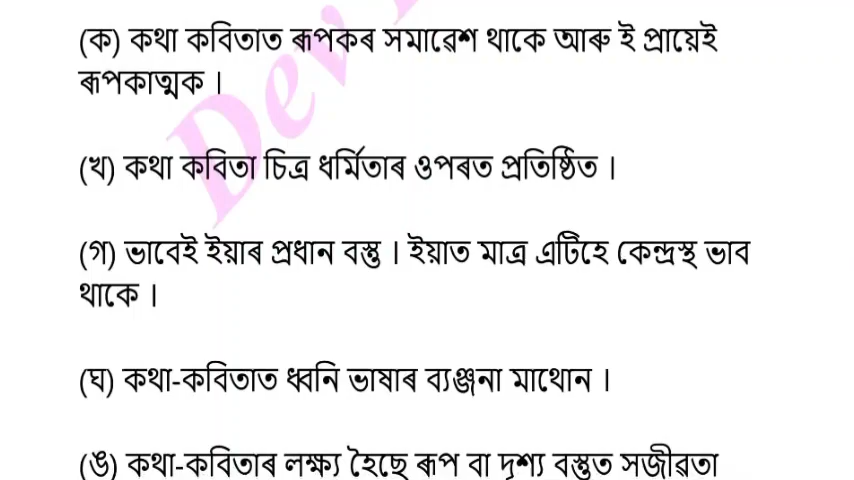 (ক) কথা কবিতাত ৰূপকৰ সমাৱেশ থাকে আৰু ই প্ৰায়েই
ৰূপকাত্মক ।
(খ) কথা কবিতা চিত্ৰ ধৰ্মিতাৰ ওপৰত প্ৰতিষ্ঠিত ।
(গ) ভাবেই ইয়াৰ প্ৰধান বস্তু । ইয়াত মাত্ৰ এটিহে কেন্দ্ৰস্থ ভাব
থাকে ।
(ঘ) কথা-কবিতাত ধ্বনি ভাষাৰ ব্যঞ্জনা মাথোন ।
(ঙ) কথা-কবিতাৰ লক্ষ্য হৈছে ৰূপ বা দৃশ্য বস্তুত সজীৱতা
Dev